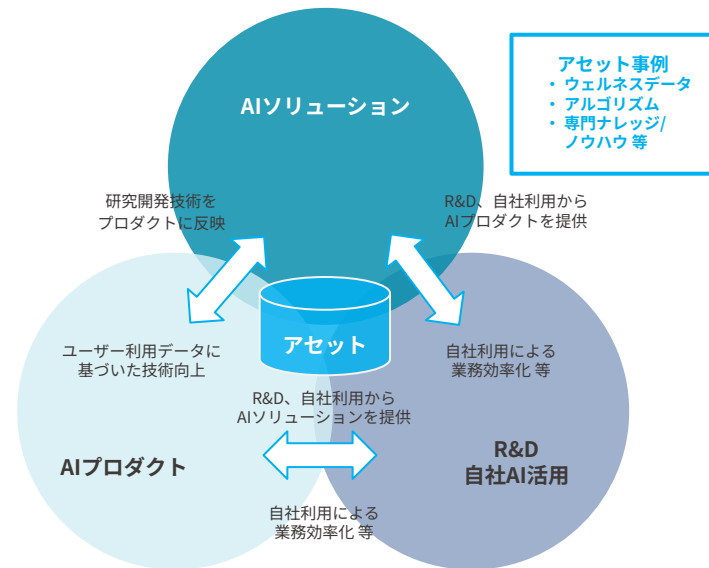 AIソリューション
アセット事例
・ ウェルネスデータ
・ アルゴリズム
・ 専門ナレッジ/
ノウハウ 等
研究開発技術を
プロダクトに反映
R&D、自社利用から
AIプロダクトを提供
アセット
ユーザー利用データに
基づいた技術向上
自社利用による
業務効率化 等
R&D、自社利用から
AIソリューションを提供
AIプロダクト
R&D
自社AI活用
自社利用による
業務効率化 等